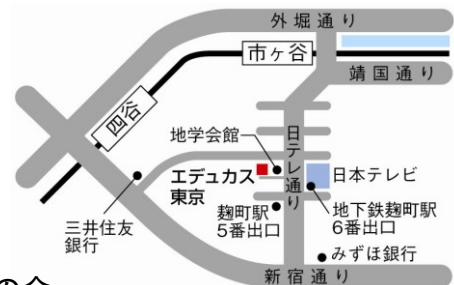 外堀通り
市ヶ谷
靖国通り
四谷
地学会館
日テレ通り
エデュカス
東京
日本テレビ
三井住友
銀行
麹町駅
5番出口
地下鉄麹町駅
6番出口
みずほ銀行
新宿通り